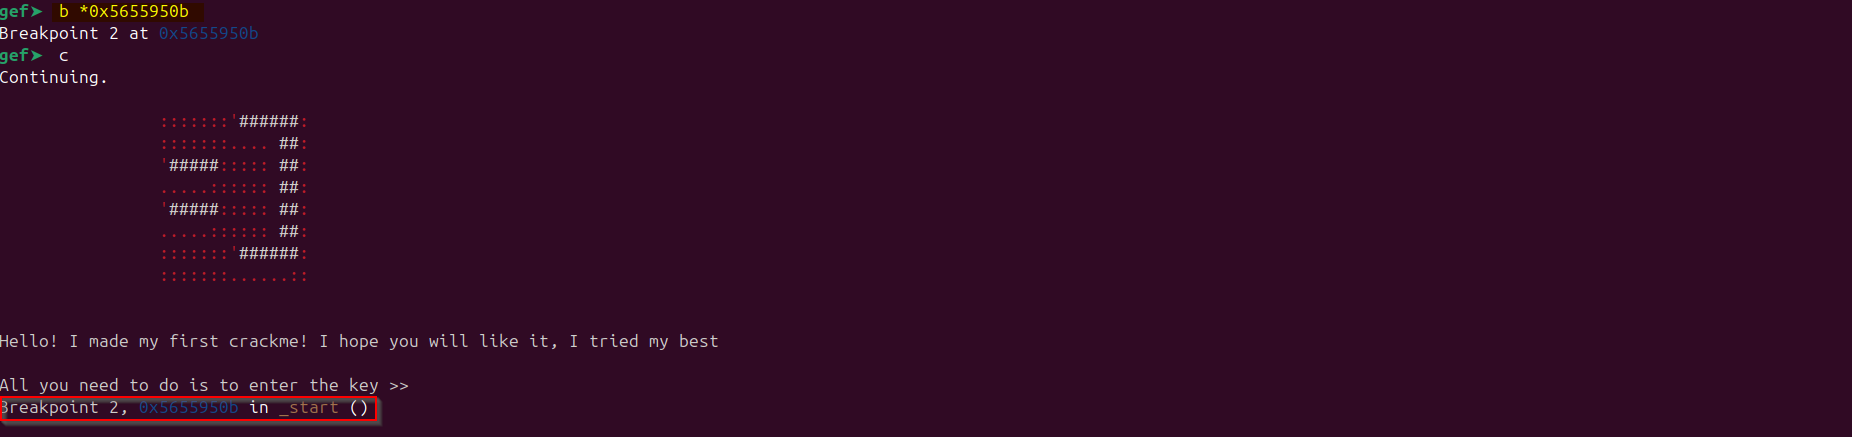 gef➤  b *0x5655950b
Breakpoint 2 at 0x5655950b
gef➤  c
Continuing.
:::::::'######:
:::::::.... ##:
'#####::::: ##:
.....:::::: ##:
'#####::::: ##:
.....:::::: ##:
:::::::'######:
:::::::......::
Hello! I made my first crackme! I hope you will like it, I tried my best
All you need to do is to enter the key >>
Breakpoint 2, 0x5655950b in _start ()